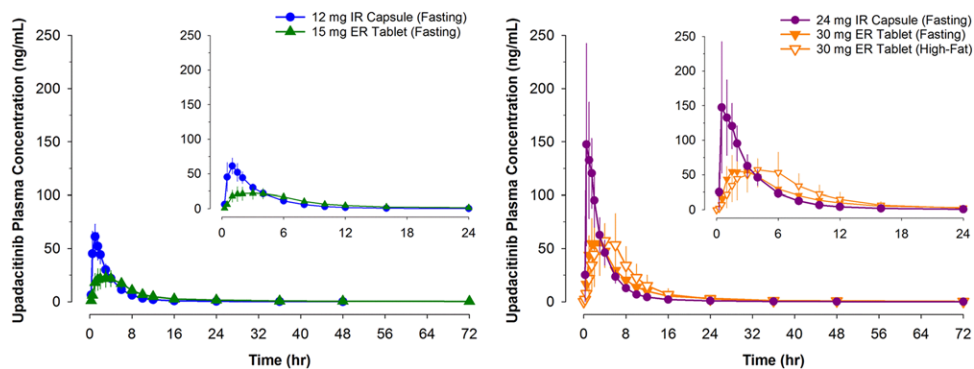 12 mg IR Capsule (Fasting)
15 mg ER Tablet (Fasting)
Upadacitinib Plasma Concentration (ng/mL)
250
200
150
100
50
0
250
200
150
100
50
0
0 6 12 18 24
0 8 16 24 32 40 48 56 64 72
Time (hr)
24 mg IR Capsule (Fasting)
30 mg ER Tablet (Fasting)
30 mg ER Tablet (High-Fat)
Upadacitinib Plasma Concentration (ng/mL)
250
200
150
100
50
0
250
200
150
100
50
0
0 6 12 18 24
0 8 16 24 32 40 48 56 64 72
Time (hr)